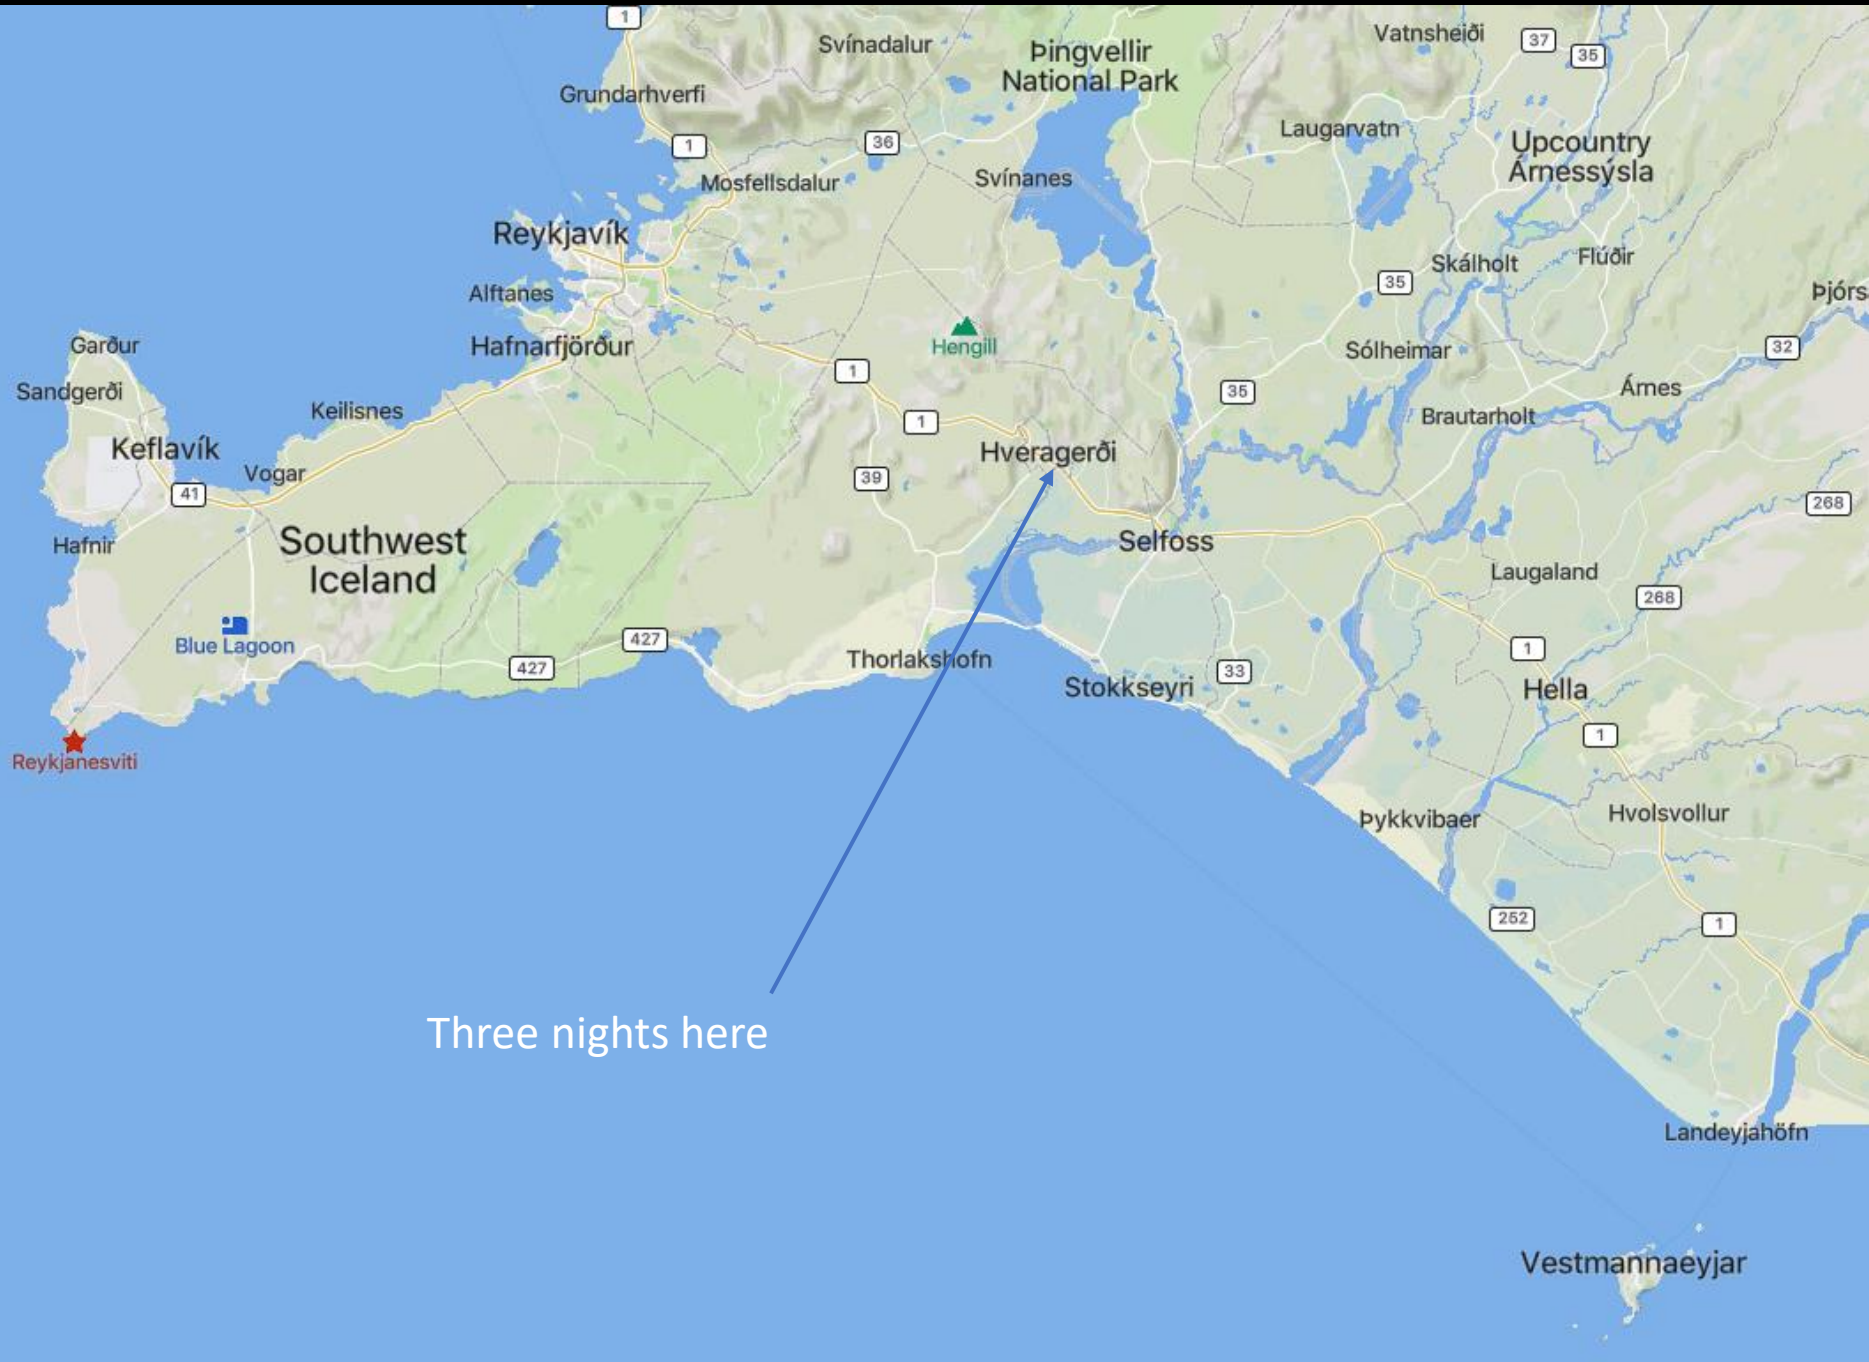 1
Svínadalur
Þingvellir
National Park
Vatnsheiði
37
35
Grundarhverfi
1
36
Laugarvatn
Upcountry
Árnessýsla
Mosfellsdalur
Svínanes
Reykjavík
Skálholt
Flúðir
Alftanes
35
Þjórs
Hafnarfjörður
Garður
Hengill
Sólheimar
32
1
Sandgerði
Keilisnes
35
Árnes
1
Brautarholt
Keflavík
Hveragerði
Vogar
39
41
268
Hafnir
Southwest
Iceland
Selfoss
Laugaland
268
Blue Lagoon
427
427
Thorlakshofn
1
33
Stokkseyri
Hella
1
Reykjanesviti
Þykkvibaer
Hvolsvollur
252
1
Three nights here
Landeyjahöfn
Vestmannaeyjar